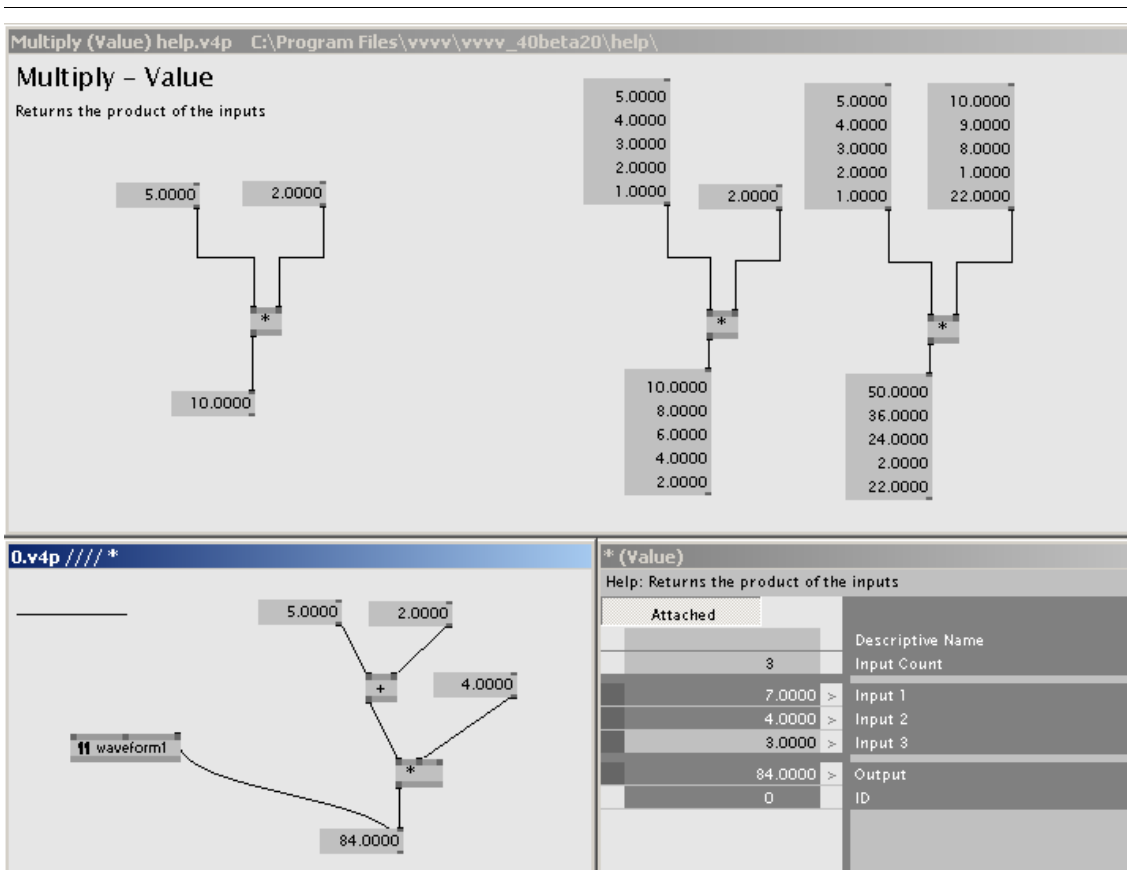 Multiply (Value) help.v4p C:\Program Files\vvvv\vvvv_40beta20\help\
Multiply – Value
Returns the product of the inputs
5.0000 2.0000
*
10.0000
5.0000
4.0000
3.0000
2.0000
1.0000
2.0000
*
10.0000
8.0000
6.0000
4.0000
2.0000
5.0000 10.0000
4.0000 9.0000
3.0000 8.0000
2.0000 1.0000
1.0000 22.0000
*
50.0000
36.0000
24.0000
2.0000
22.0000
0.v4p //// *
5.0000 2.0000
+ 4.0000
waveform1
*
84.0000
* (Value)
Help: Returns the product of the inputs
Attached
Descriptive Name
3 Input Count
7.0000 > Input 1
4.0000 > Input 2
3.0000 > Input 3
84.0000 > Output
0 ID